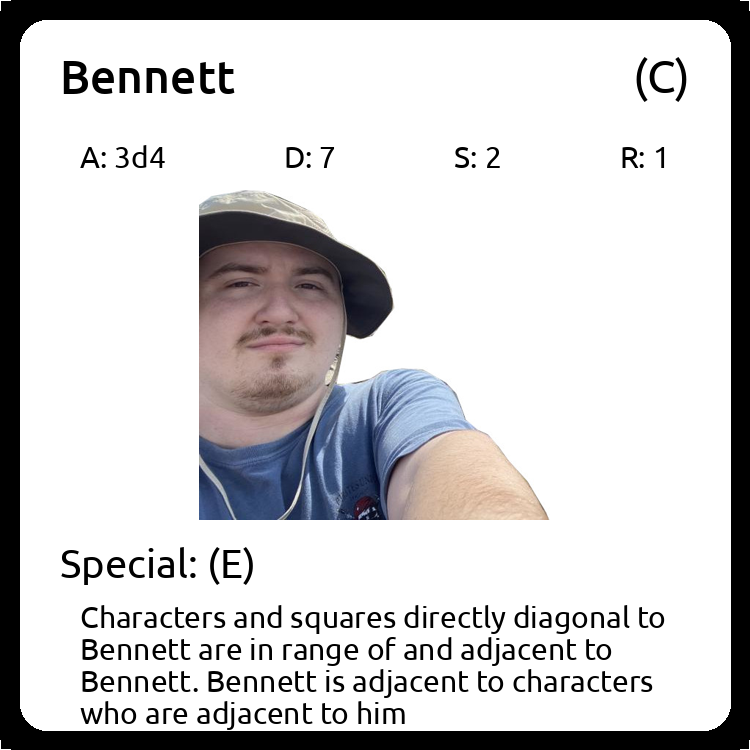 Bennett (C)
A: 3d4 D: 7 S: 2 R: 1
Special: (E)
Characters and squares directly diagonal to
Bennett are in range of and adjacent to
Bennett. Bennett is adjacent to characters
who are adjacent to him